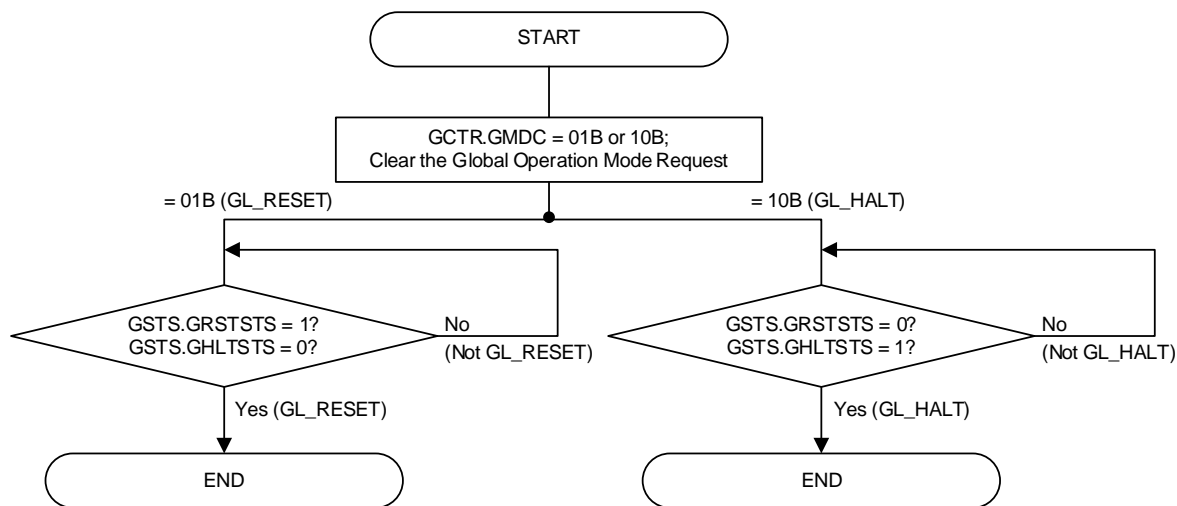 START
GCTR.GMDC = 01B or 10B;
Clear the Global Operation Mode Request
= 01B (GL_RESET)
= 10B (GL_HALT)
GSTS.GRSTSTS = 1?
GSTS.GHLTSTS = 0?
No
(Not GL_RESET)
GSTS.GRSTSTS = 0?
GSTS.GHLTSTS = 1?
No
(Not GL_HALT)
Yes (GL_RESET)
Yes (GL_HALT)
END
END